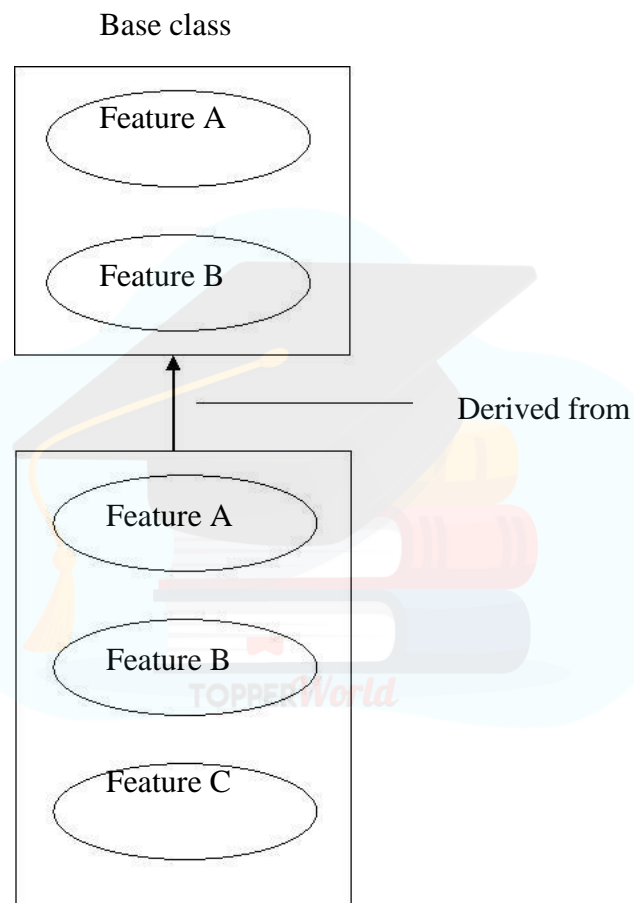 Base class
Feature A
Feature B
Derived from
Feature A
Feature B
TOPPERWorld
Feature C